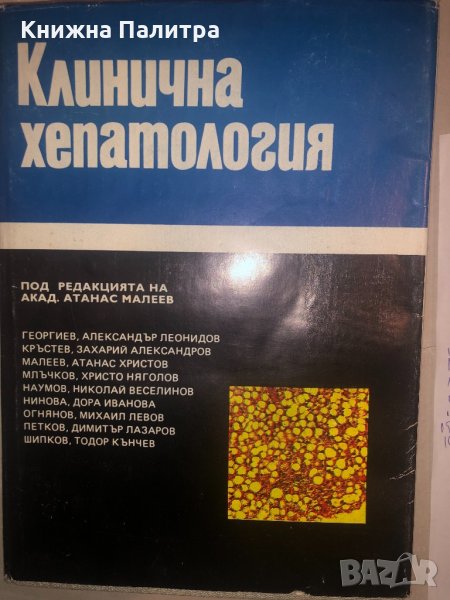 Книжна Палитра
Клинична
хепатология
ПОД РЕДАКЦИЯТА НА
АКАД. АТАНАС МАЛЕЕВ
ГЕОРГИЕВ, АЛЕКСАНДЪР ЛЕОНИДОВ
КРЪСТЕВ, ЗАХАРИЙ АЛЕКСАНДРОВ
МАЛЕЕВ, АТАНАС ХРИСТОВ
МЛЪЧКОВ, ХРИСТО НЯГОЛОВ
НАУМОВ, НИКОЛАЙ ВЕСЕЛИНОВ
НИНОВА, ДОРА ИВАНОВА
ОГНЯНОВ, МИХАИЛ ЛЕВОВ
ПЕТКОВ, ДИМИТЪР ЛАЗАРОВ
ШИПКОВ, ТОДОР КЪНЧЕВ
BAZAR